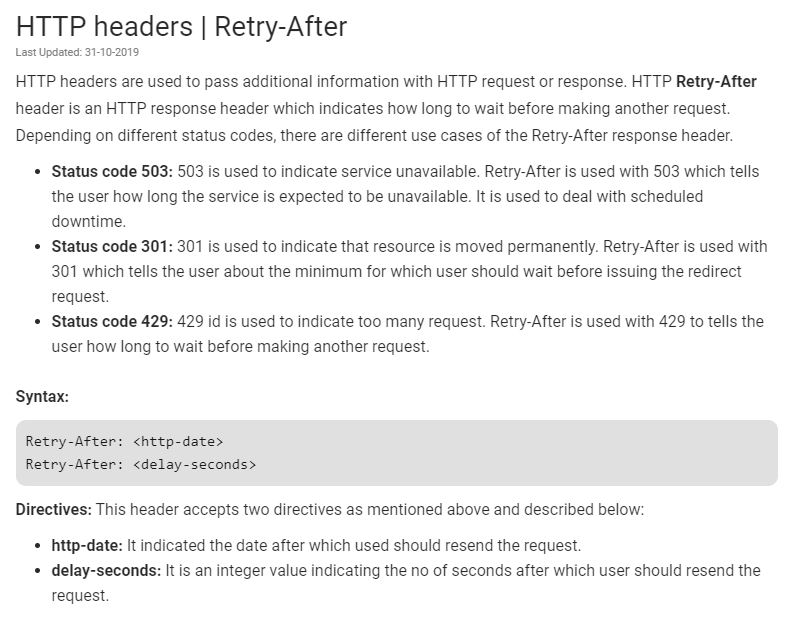 HTTP headers | Retry-After
Last Updated: 31-10-2019
HTTP headers are used to pass additional information with HTTP request or response. HTTP Retry-After
header is an HTTP response header which indicates how long to wait before making another request.
Depending on different status codes, there are different use cases of the Retry-After response header.
• Status code 503: 503 is used to indicate service unavailable. Retry-After is used with 503 which tells
the user how long the service is expected to be unavailable. It is used to deal with scheduled
downtime.
• Status code 301: 301 is used to indicate that resource is moved permanently. Retry-After is used with
301 which tells the user about the minimum for which user should wait before issuing the redirect
request.
• Status code 429: 429 id is used to indicate too many request. Retry-After is used with 429 to tells the
user how long to wait before making another request.
Syntax:
Retry-After: <http-date>
Retry-After: <delay-seconds>
Directives: This header accepts two directives as mentioned above and described below:
• http-date: It indicated the date after which used should resend the request.
• delay-seconds: It is an integer value indicating the no of seconds after which user should resend the
request.